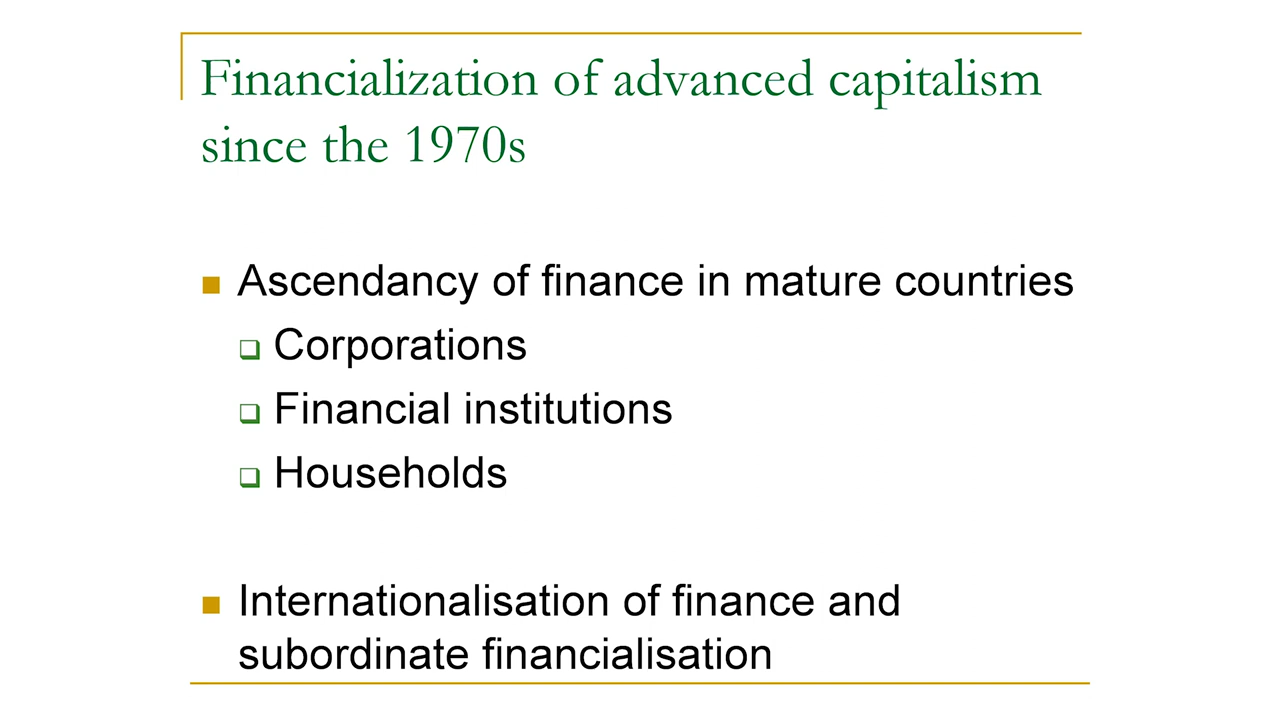 Financialization of advanced capitalism
since the 1970s
Ascendancy of finance in mature countries
Corporations
Financial institutions
Households
Internationalisation of finance and
subordinate financialisation